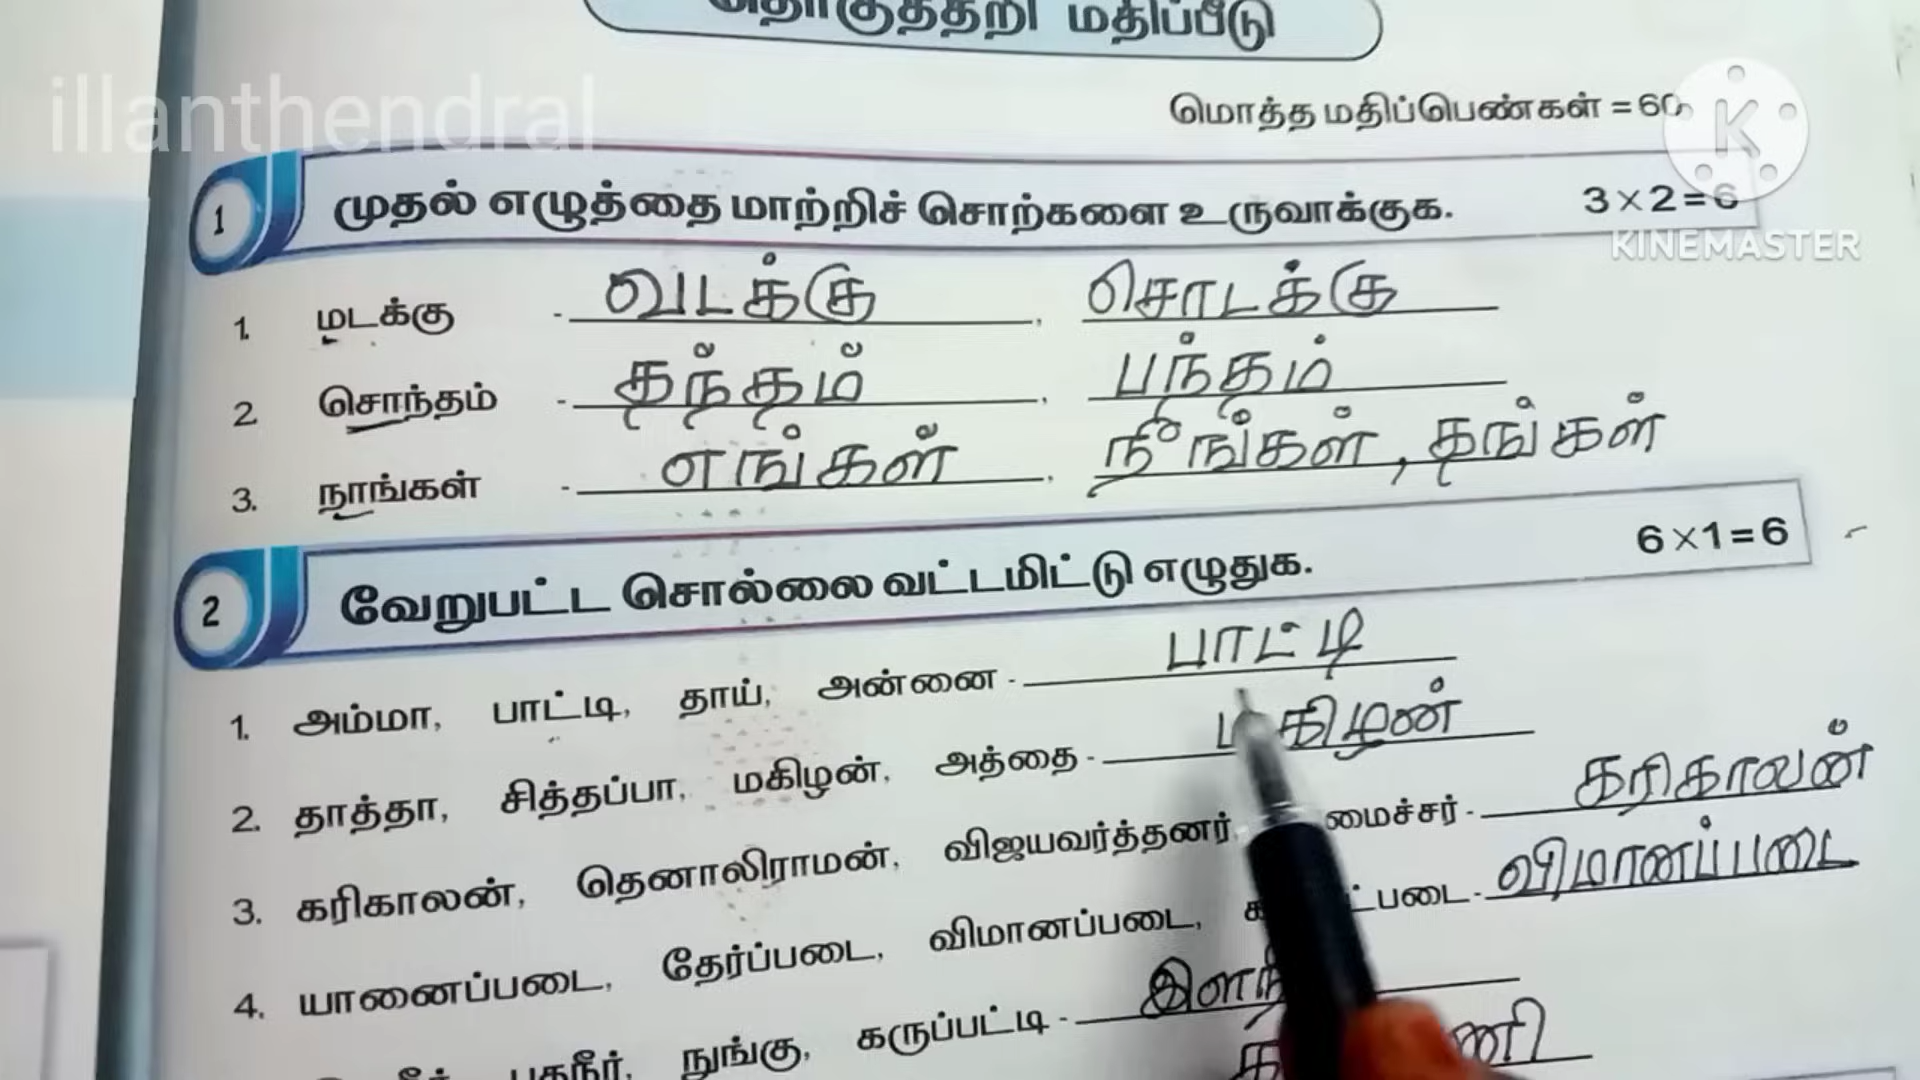 தொகுத்தறி மதிப்பீடு
illanthendral
மொத்த மதிப்பெண்கள் = 60
KINEMASTER
1 முதல் எழுத்தை மாற்றிச் சொற்களை உருவாக்குக. 3×2=6
1. மடக்கு - வடக்கு, சொடக்கு
2. சொந்தம் - தந்தம், பந்தம்
3. நாங்கள் - எங்கள், நீங்கள், தங்கள்
2 வேறுபட்ட சொல்லை வட்டமிட்டு எழுதுக. 6×1=6
1. அம்மா, பாட்டி, தாய், அன்னை - பாட்டி
2. தாத்தா, சித்தப்பா, மகிழன், அத்தை - மகிழன்
3. கரிகாலன், தெனாலிராமன், விஜயவர்த்தனர், மைச்சர் - கரிகாலன்
4. யானைப்படை, தேர்ப்படை, விமானப்படை, ட்படை - விமானப்படை
நுங்கு, கருப்பட்டி -